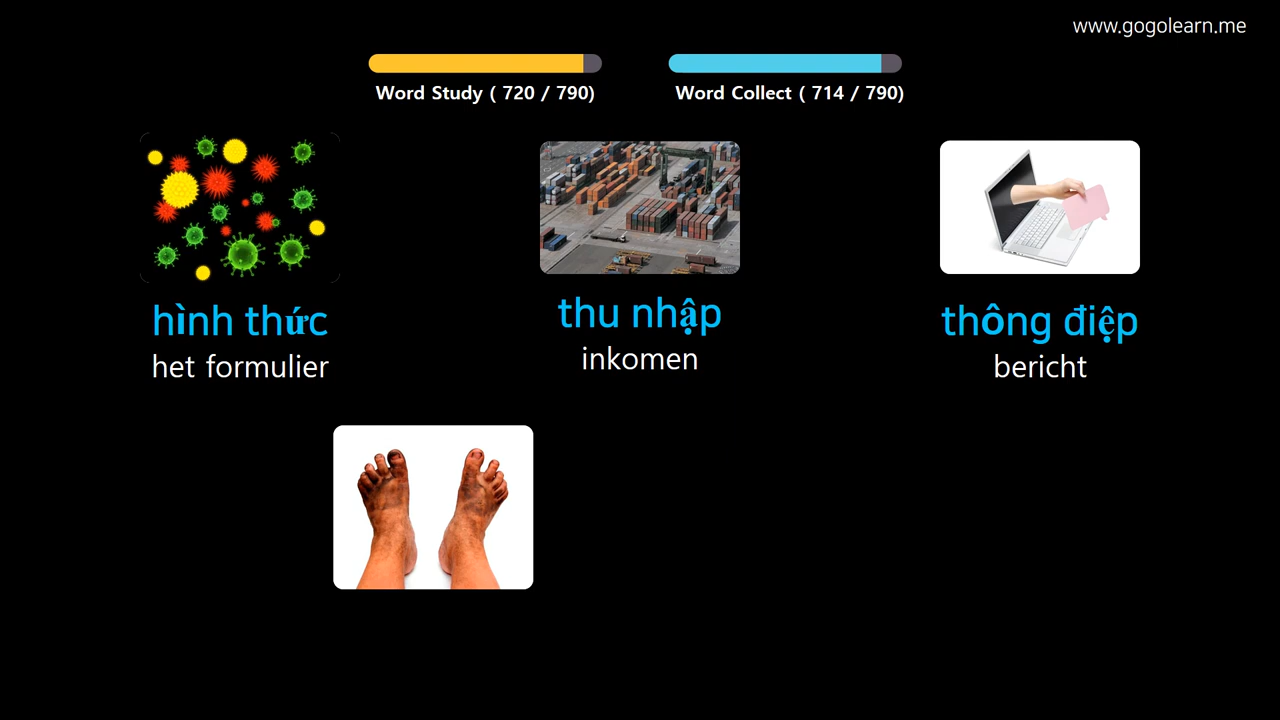 www.gogolearn.me
Word Study ( 720 / 790)
Word Collect ( 714 / 790)
hình thức
het formulier
thu nhập
inkomen
thông điệp
bericht